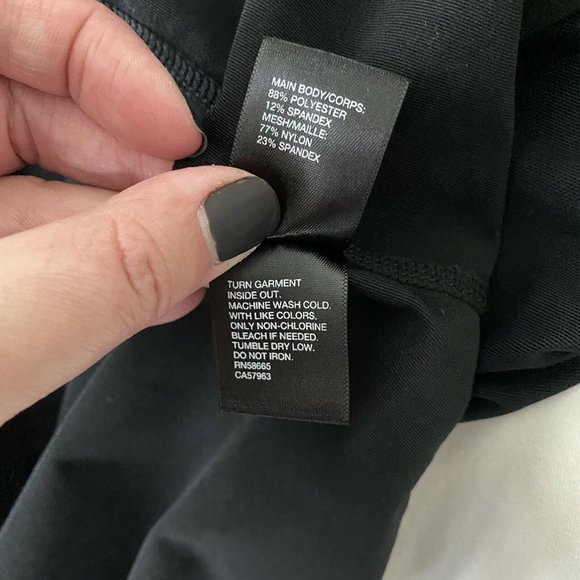 MAIN BODY/CORPS:
88% POLYESTER
12% SPANDEX
MESH/MAILLE:
77% NYLON
23% SPANDEX
TURN GARMENT
INSIDE OUT.
MACHINE WASH COLD.
WITH LIKE COLORS.
ONLY NON-CHLORINE
BLEACH IF NEEDED.
TUMBLE DRY LOW.
DO NOT IRON.
RN58665
CA57963